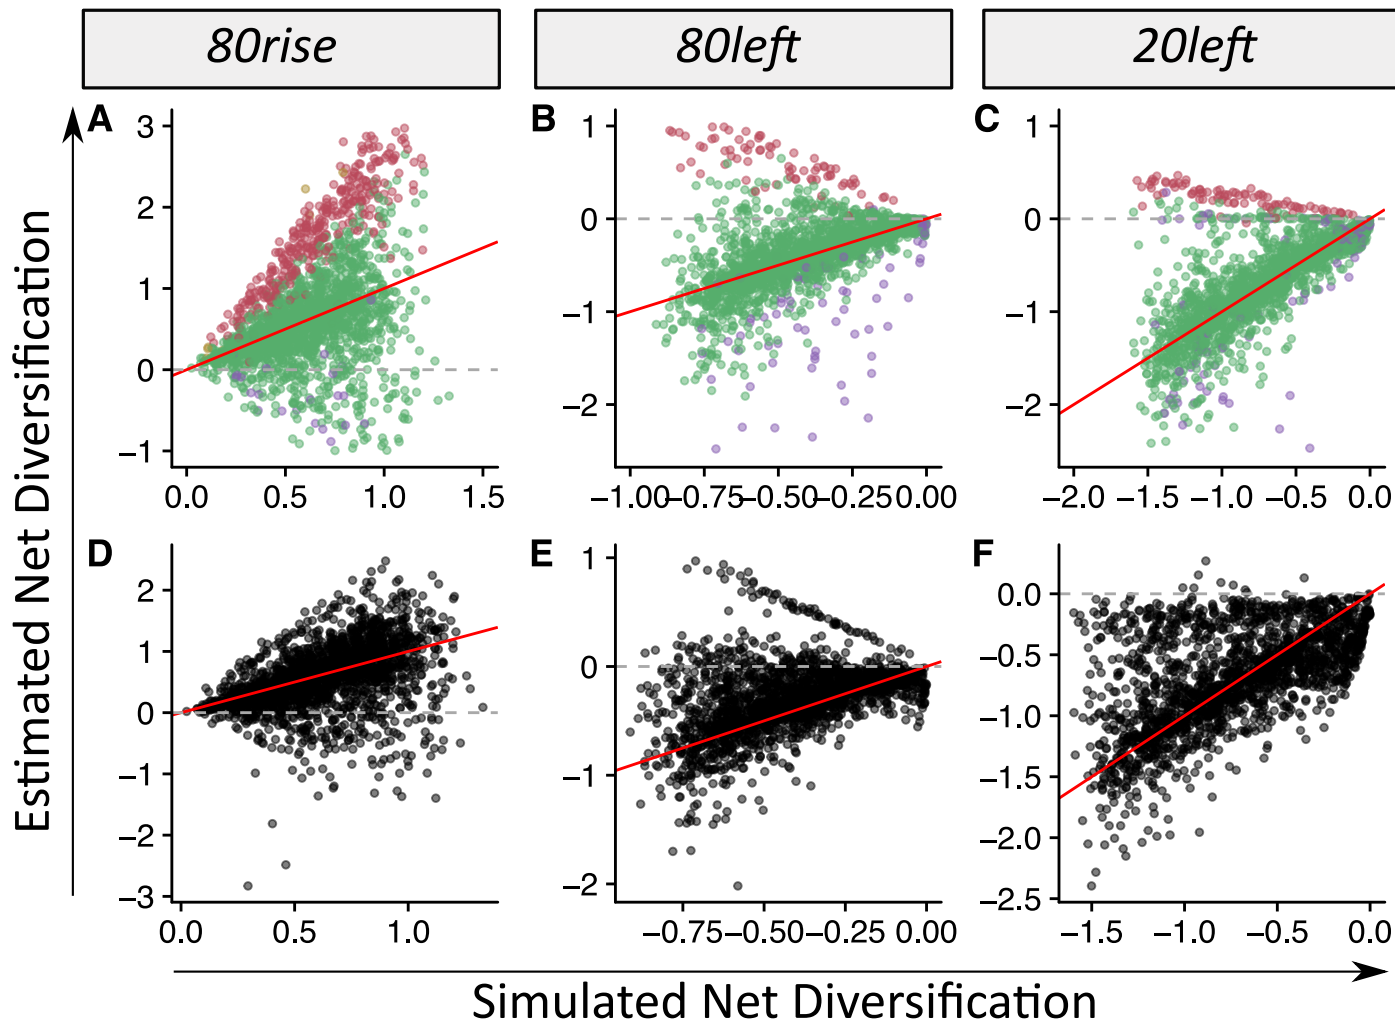 80rise
80left
20left
A
3
2
1
0
−1
0.0 0.5 1.0 1.5
B
1
0
−1
−2
−1.00 −0.75 −0.50 −0.25 0.00
C
1
0
−1
−2
−2.0 −1.5 −1.0 −0.5 0.0
D
2
1
0
−1
−2
−3
0.0 0.5 1.0
E
1
0
−1
−2
−0.75 −0.50 −0.25 0.00
F
0.0
−0.5
−1.0
−1.5
−2.0
−2.5
−1.5 −1.0 −0.5 0.0
Estimated Net Diversification
Simulated Net Diversification